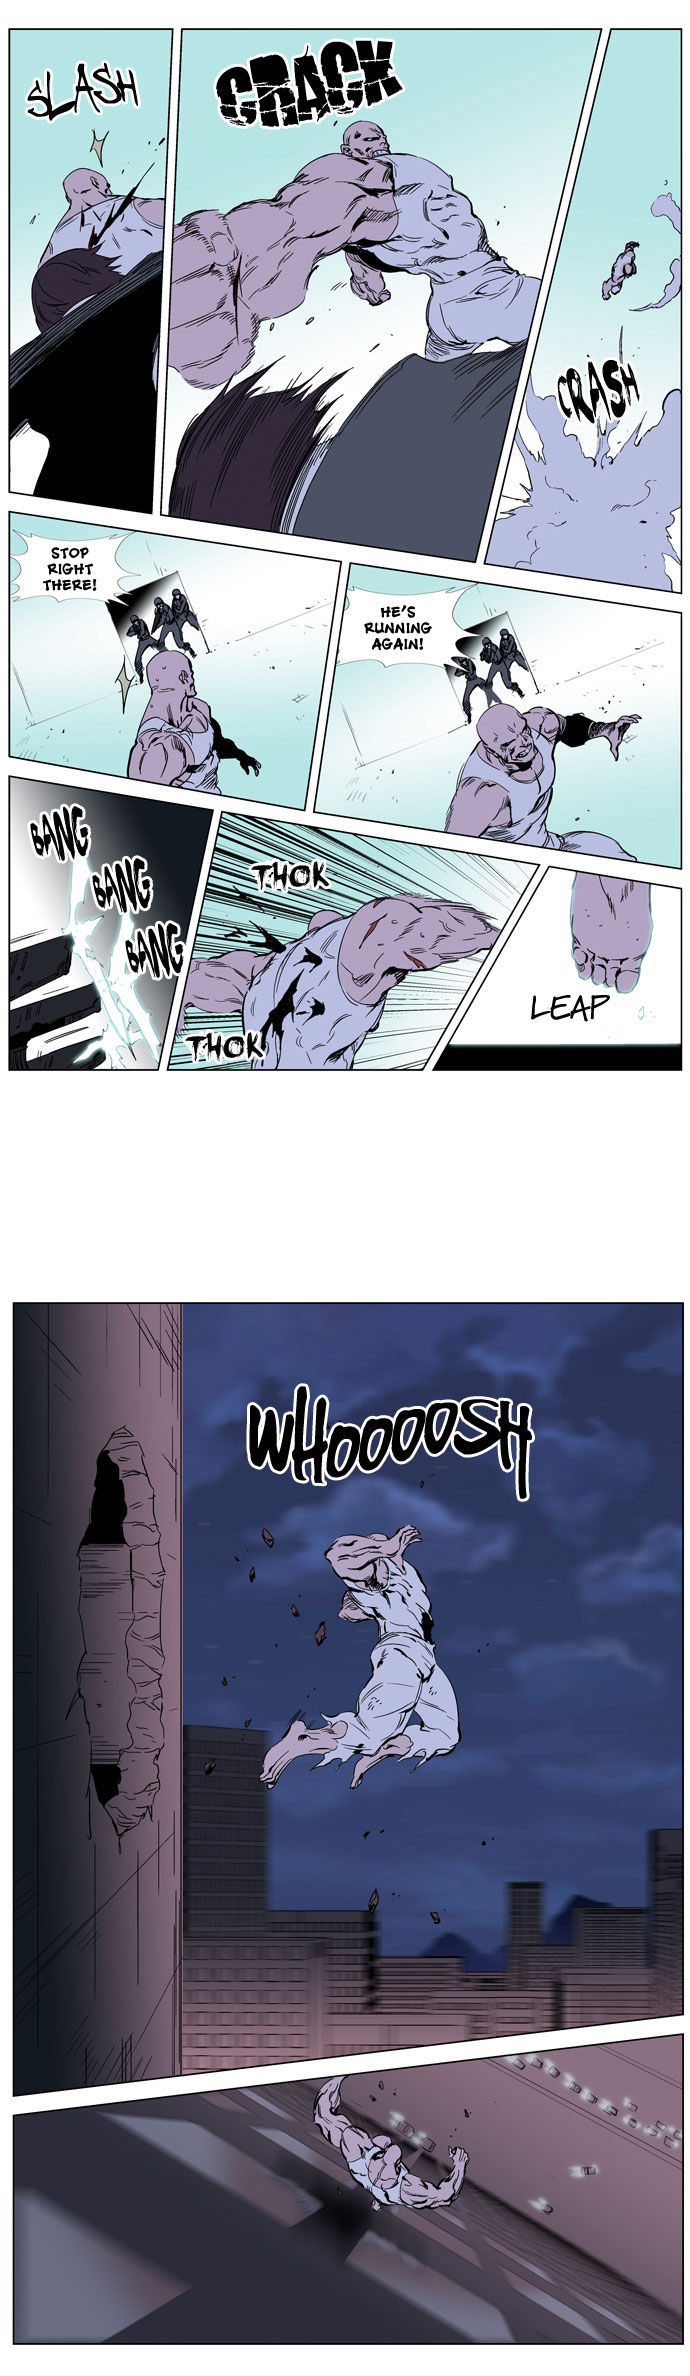 SLASH
CRACK
CRASH
STOP
RIGHT
THERE!
HE'S
RUNNING
AGAIN!
BANG
BANG
BANG
THOK
THOK
LEAP
WHOOOOSH